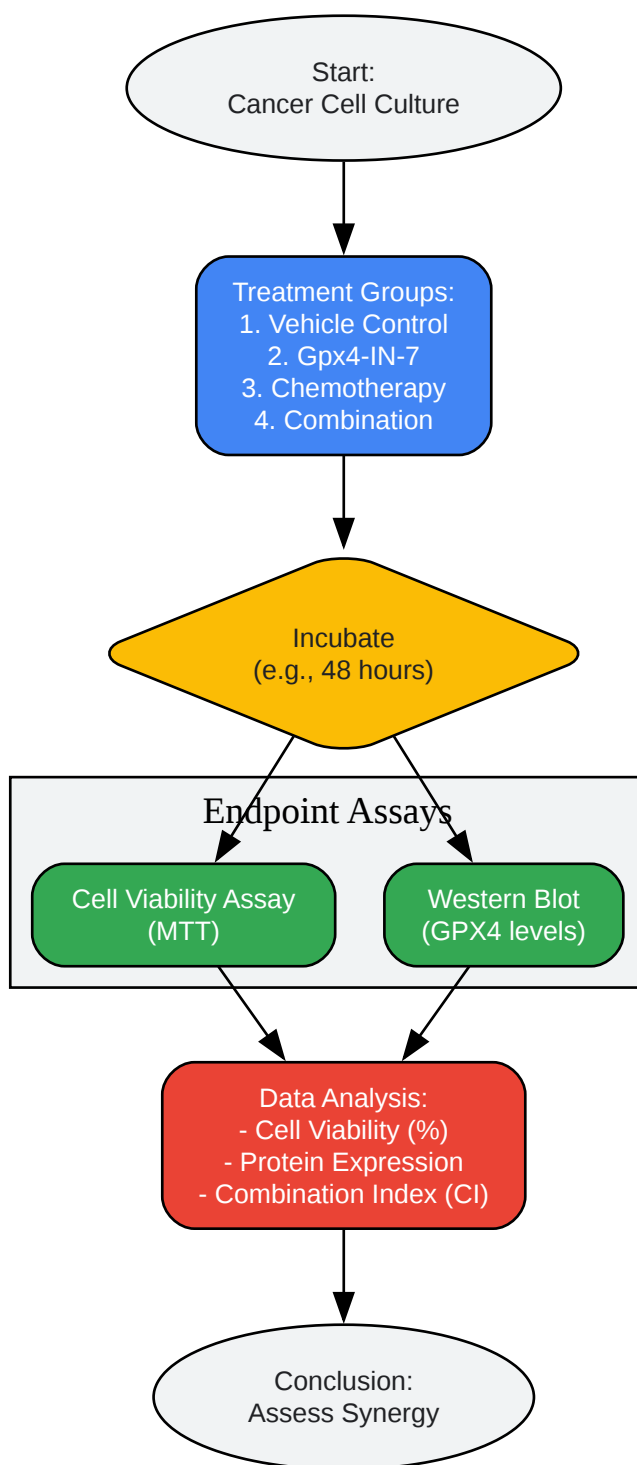 Start:
Cancer Cell Culture
Treatment Groups:
1. Vehicle Control
2. Gpx4-IN-7
3. Chemotherapy
4. Combination
Incubate
(e.g., 48 hours)
Endpoint Assays
Cell Viability Assay
(MTT)
Western Blot
(GPX4 levels)
Data Analysis:
- Cell Viability (%)
- Protein Expression
- Combination Index (CI)
Conclusion:
Assess Synergy